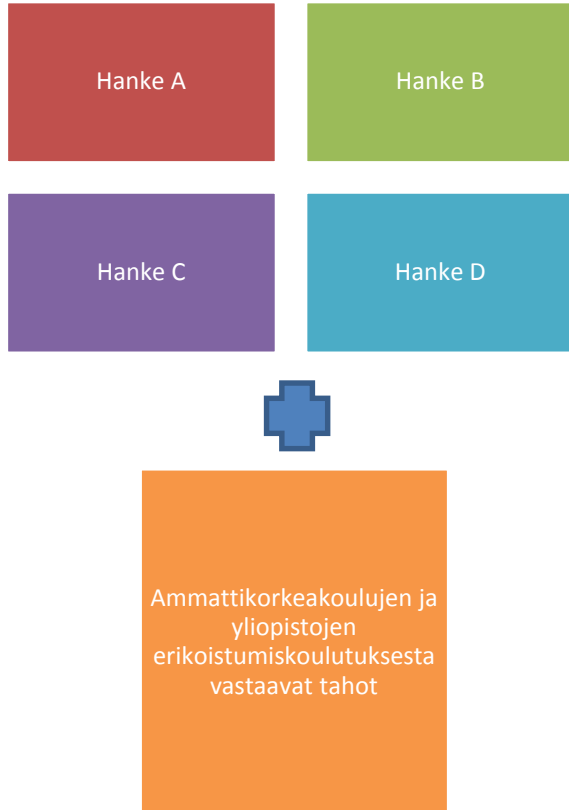 Hanke A
Hanke B
Hanke C
Hanke D
Ammattikorkeakoulujen ja
yliopistojen
erikoistumiskoulutuksesta
vastaavat tahot